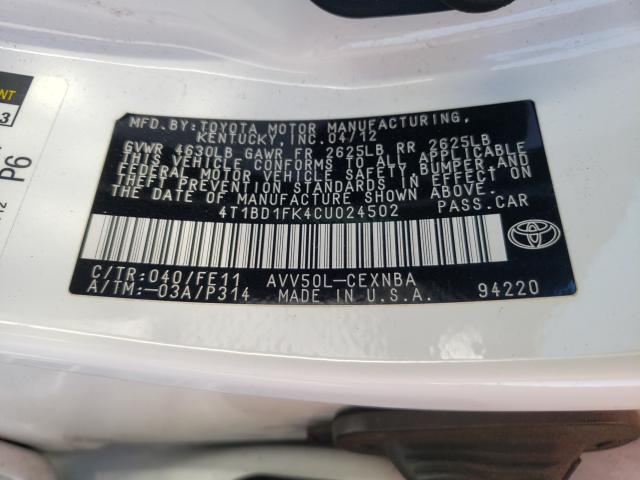 MFD. BY: TOYOTA MOTOR MANUFACTURING,
KENTUCKY, INC. 04/12
GVWR 4630LB GAWR FR 2625LB RR 2625LB
THIS VEHICLE CONFORMS TO ALL APPLICABLE
FEDERAL MOTOR VEHICLE SAFETY, BUMPER, AND
THEFT PREVENTION STANDARDS IN EFFECT ON
THE DATE OF MANUFACTURE SHOWN ABOVE.
4T1BD1FK4CU024502 PASS.CAR
C/TR:040/FE11 AVV50L-CEXNBA
A/TM:-03A/P314 MADE IN U.S.A. 94220
P6